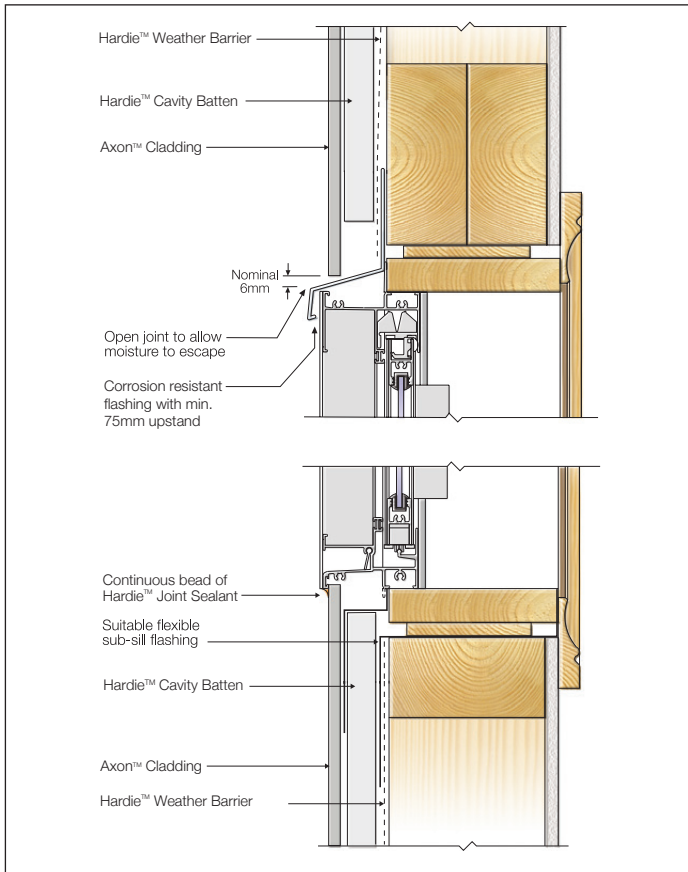 Hardie™ Weather Barrier
Hardie™ Cavity Batten
Axon™ Cladding
Nominal
6mm
Open joint to allow
moisture to escape
Corrosion resistant
flashing with min.
75mm upstand
Continuous bead of
Hardie™ Joint Sealant
Suitable flexible
sub-sill flashing
Hardie™ Cavity Batten
Axon™ Cladding
Hardie™ Weather Barrier